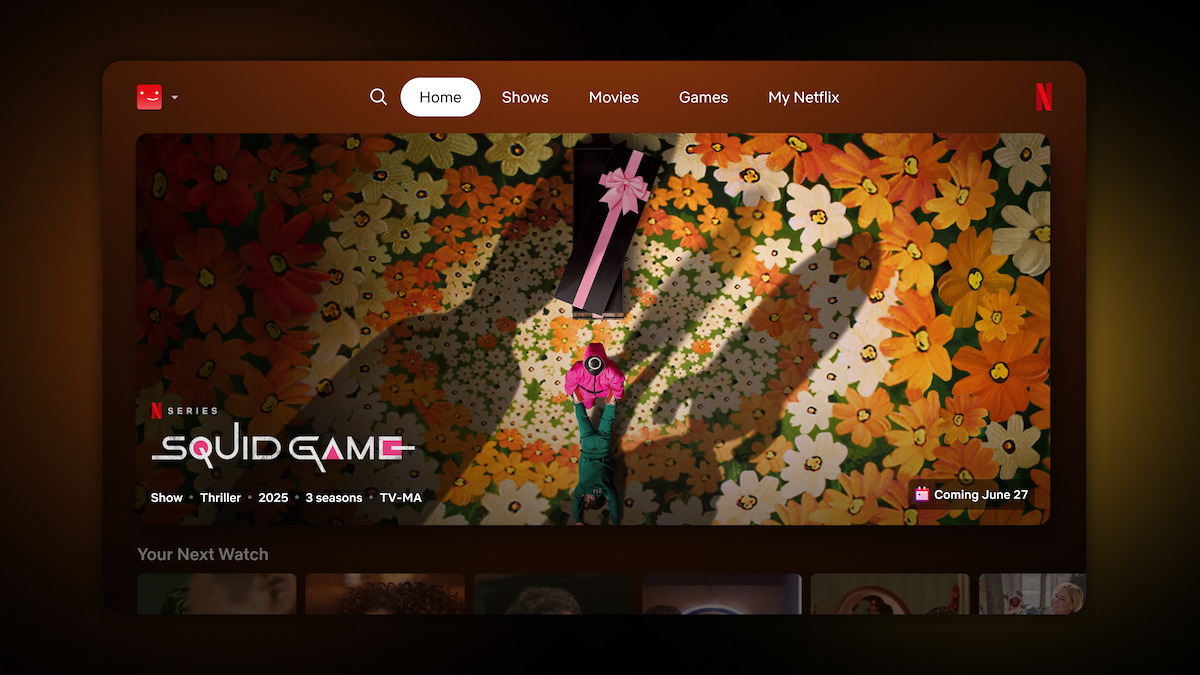 Home Shows Movies Games My Netflix
N
N SERIES
SQUID GAME
Show • Thriller • 2025 • 3 seasons • TV-MA
Coming June 27
Your Next Watch